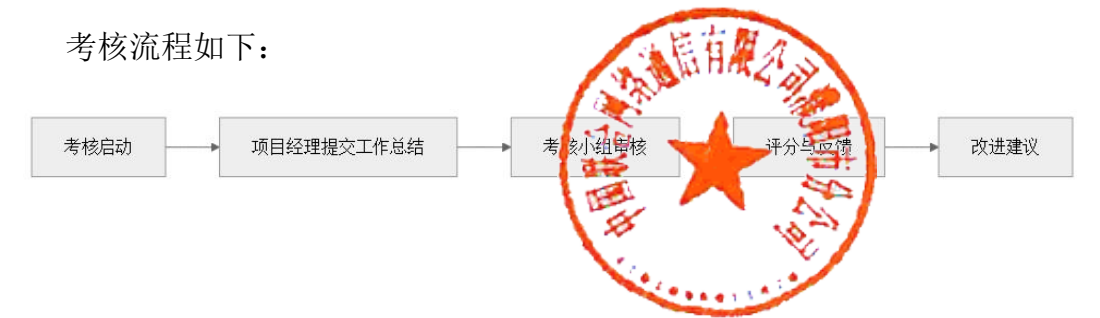 考核流程如下：
考核启动
项目经理提交工作总结
考核小组审核
评分与反馈
改进建议